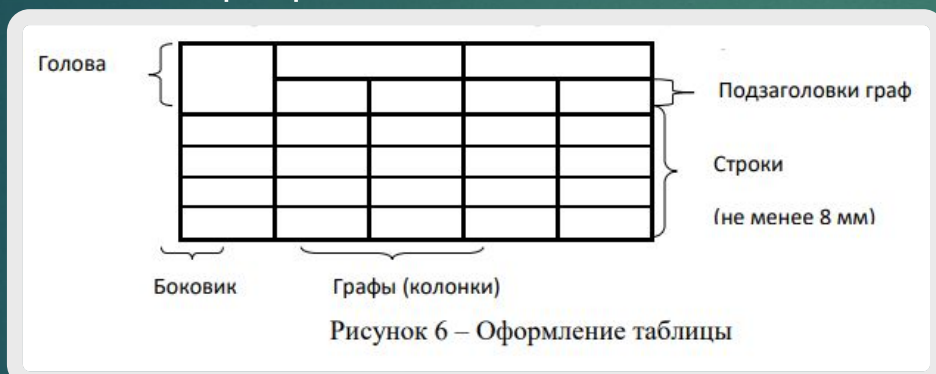 Голова
Подзаголовки граф
Строки
(не менее 8 мм)
Боковик
Графы (колонки)
Рисунок 6 – Оформление таблицы